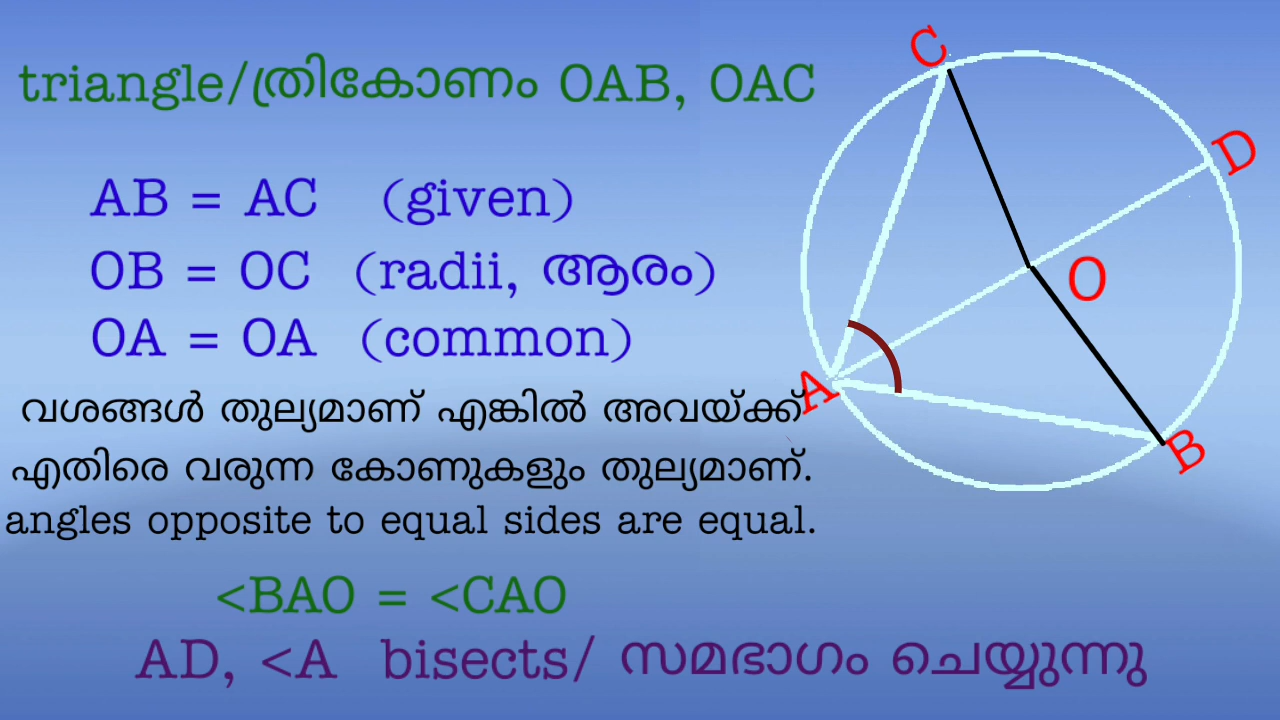 triangle/ത്രികോണം OAB, OAC
AB = AC (given)
OB = OC (radii, ആരം)
OA = OA (common)
വശങ്ങൾ തുല്യമാണ് എങ്കിൽ അവയ്ക്ക്
എതിരെ വരുന്ന കോണുകളും തുല്യമാണ്.
angles opposite to equal sides are equal.
<BAO = <CAO
AD, <A bisects/ സമഭാഗം ചെയ്യുന്നു
C
D
O
A
B